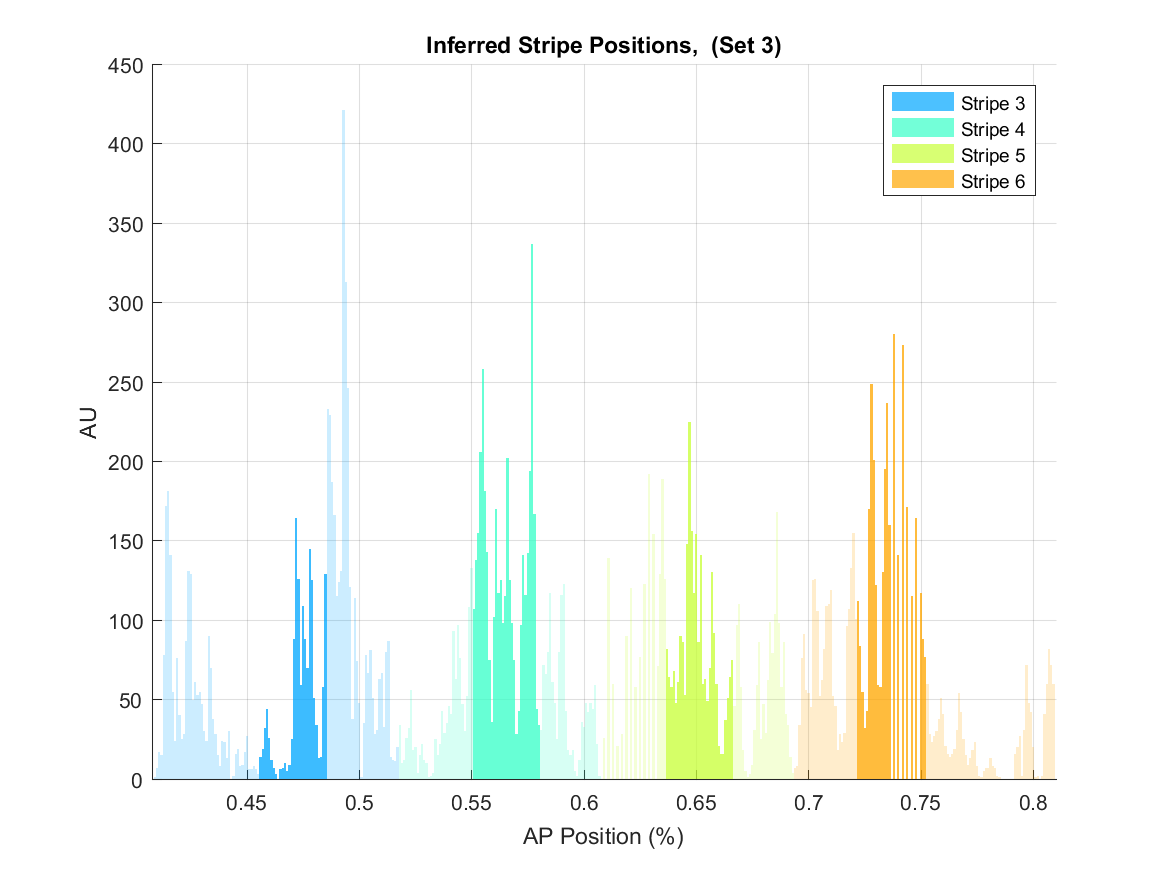 Inferred Stripe Positions,  (Set 3)
450
400
350
300
250
200
150
100
50
0
AU
Stripe 3
Stripe 4
Stripe 5
Stripe 6
0.45 0.5 0.55 0.6 0.65 0.7 0.75 0.8
AP Position (%)